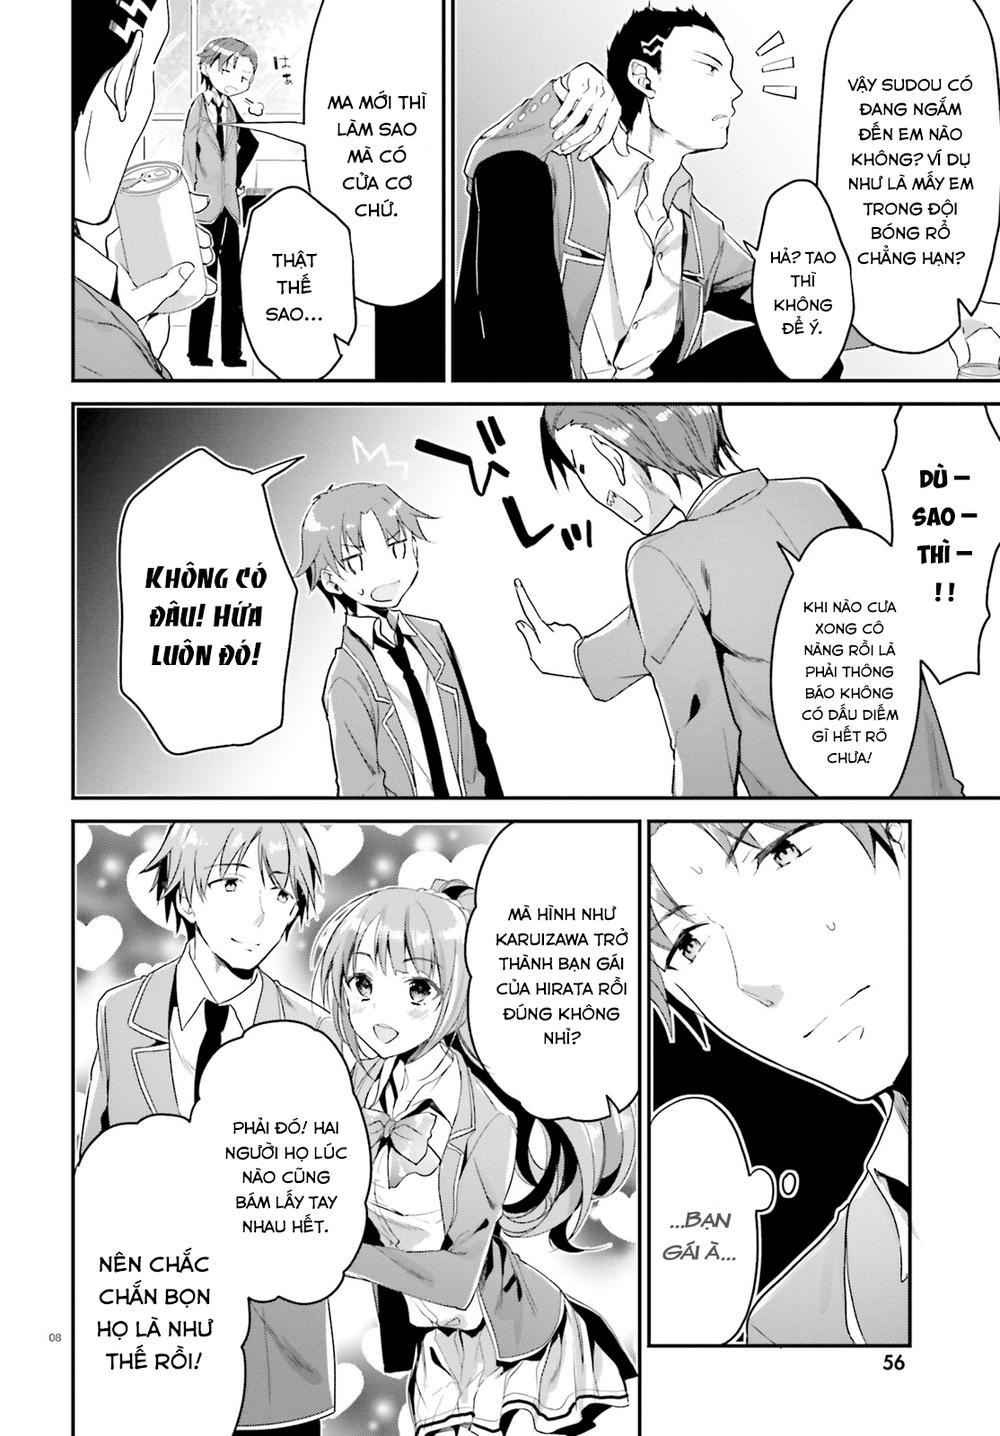 VẬY SUDOU CÓ
ĐANG NGẮM
ĐẾN EM NÀO
KHÔNG? VÍ DỤ
NHƯ LÀ MẤY EM
TRONG ĐỘI
BÓNG RỔ
CHẲNG HẠN?
HẢ? TAO
THÌ
KHÔNG
ĐỂ Ý.
MA MỚI THÌ
LÀM SAO
MÀ CÓ
CỬA CƠ
CHỨ.
THẬT
THẾ
SAO...
はぁ
DÙ -
SAO -
THÌ -
!!
KHI NÀO CƯA
XONG CÔ
NÀNG RỒI LÀ
PHẢI THÔNG
BÁO KHÔNG
CÓ DẤU DIẾM
GÌ HẾT RÕ
CHƯA!
KHÔNG CÓ
ĐÂU! HỨA
LUÔN ĐÓ!
...BẠN
GÁI À...
MÀ HÌNH NHƯ
KARUIZAWA TRỞ
THÀNH BẠN GÁI
CỦA HIRATA RỒI
ĐÚNG KHÔNG
NHỈ?
PHẢI ĐÓ! HAI
NGƯỜI HỌ LÚC
NÀO CŨNG
BÁM LẤY TAY
NHAU HẾT.
NÊN CHẮC
CHẮN BỌN
HỌ LÀ NHƯ
THẾ RỒI!
08
56